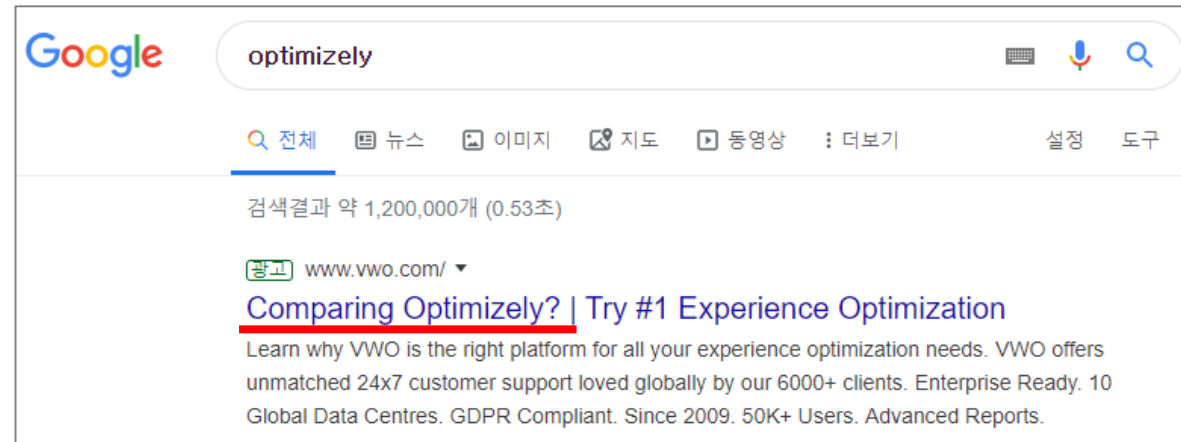 Google optimizely
전체 뉴스 이미지 지도 동영상 더보기 설정 도구
검색결과 약 1,200,000개 (0.53초)
광고 www.vwo.com/
Comparing Optimizely? | Try #1 Experience Optimization
Learn why VWO is the right platform for all your experience optimization needs. VWO offers
unmatched 24x7 customer support loved globally by our 6000+ clients. Enterprise Ready. 10
Global Data Centres. GDPR Compliant. Since 2009. 50K+ Users. Advanced Reports.